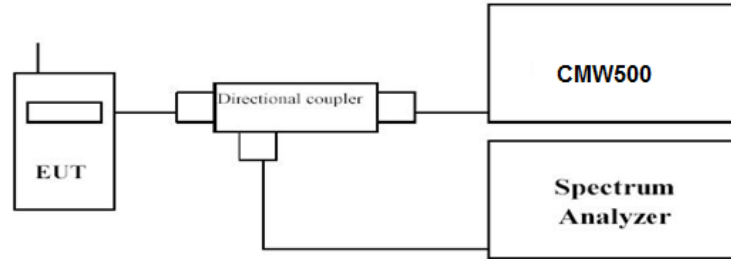 EUT
Directional coupler
CMW500
Spectrum
Analyzer